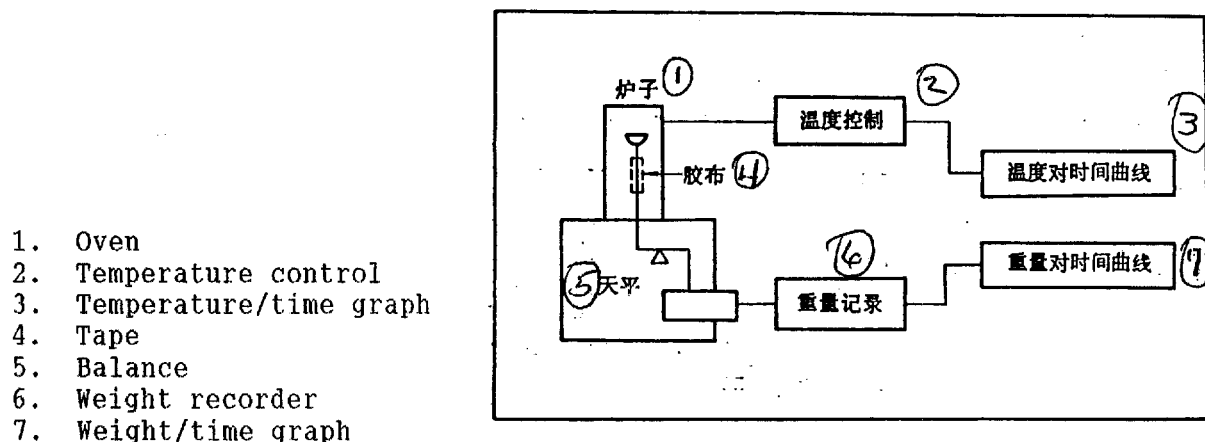 炉子 ①
② 
温度控制
③
温度对时间曲线
胶布 ④
1. Oven
2. Temperature control
3. Temperature/time graph
4. Tape
5. Balance
6. Weight recorder
7. Weight/time graph
⑤ 天平
⑥
重量记录
重量对时间曲线 ⑦